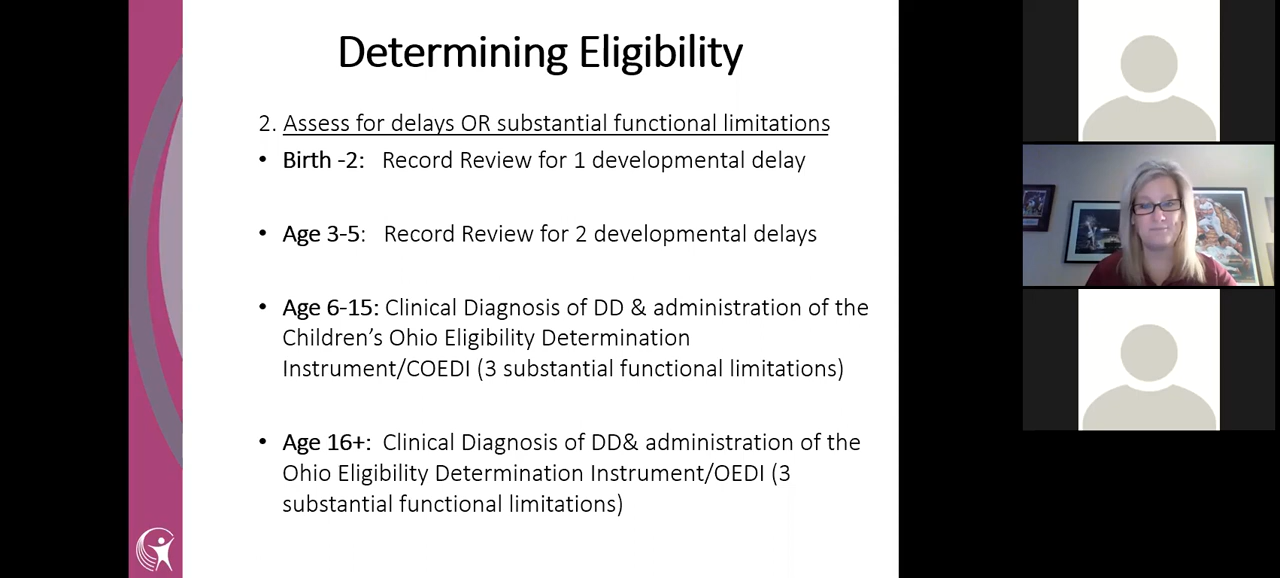 Determining Eligibility
2. Assess for delays OR substantial functional limitations
• Birth -2: Record Review for 1 developmental delay
• Age 3-5: Record Review for 2 developmental delays
• Age 6-15: Clinical Diagnosis of DD & administration of the
Children’s Ohio Eligibility Determination
Instrument/COEDI (3 substantial functional limitations)
• Age 16+: Clinical Diagnosis of DD& administration of the
Ohio Eligibility Determination Instrument/OEDI (3
substantial functional limitations)